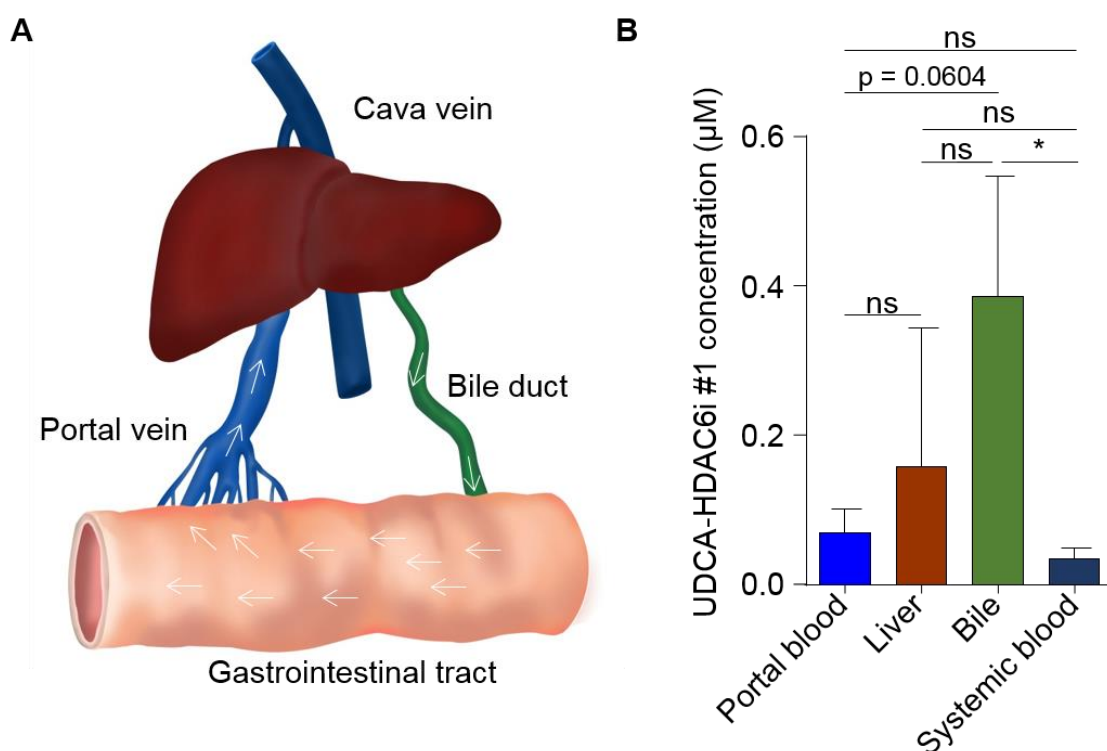 A
Cava vein
Bile duct
Portal vein
Gastrointestinal tract
B
ns
p = 0.0604
ns
ns
*
ns
UDCA-HDAC6i #1 concentration (µM)
0.6
0.4
0.2
0.0
Portal blood
Liver
Bile
Systemic blood